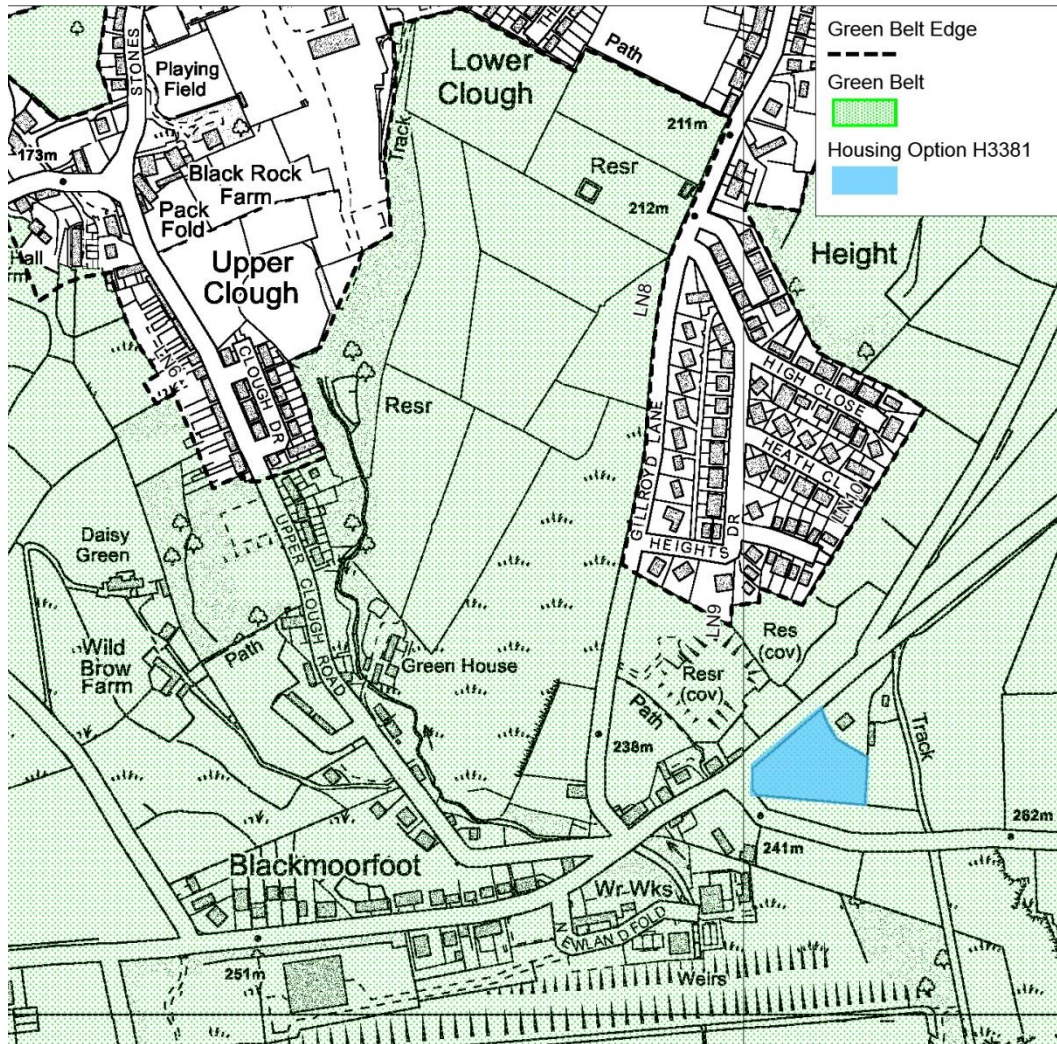 Green Belt Edge
Green Belt
Housing Option H3381
STONES
Playing
Field
173m
Black Rock
Farm
Pack
Fold
Hall
Upper
Clough
LN6
CLOUGH DR
Track
Lower
Clough
Path
211m
Resr
212m
Height
LN8
GILLROYD LANE
HIGH CLOSE
HEATH CL
LN10
HEIGHTS DR
LN9
Resr
Daisy
Green
UPPER CLOUGH ROAD
Wild
Brow
Farm
Path
Green House
Res
(cov)
Resr
(cov)
Path
238m
Track
262m
241m
Blackmoorfoot
Wr Wks
NEWLAND FOLD
251m
Weirs